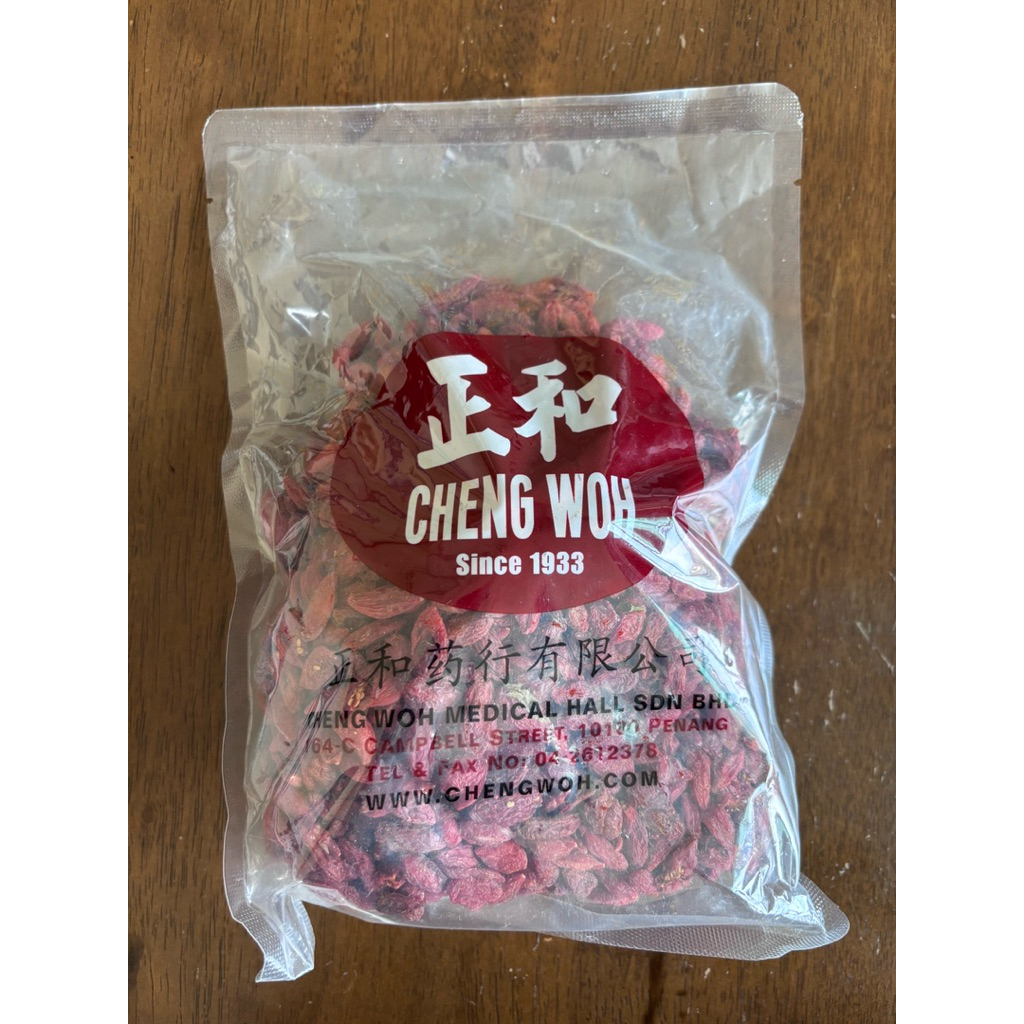 正和
CHENG WOH
Since 1933
正和药行有限公司
CHENG WOH MEDICAL HALL SDN BHD
164-C CAMPBELL STREET, 10100 PENANG
TEL & FAX NO: 04-2612378
WWW.CHENGWOH.COM